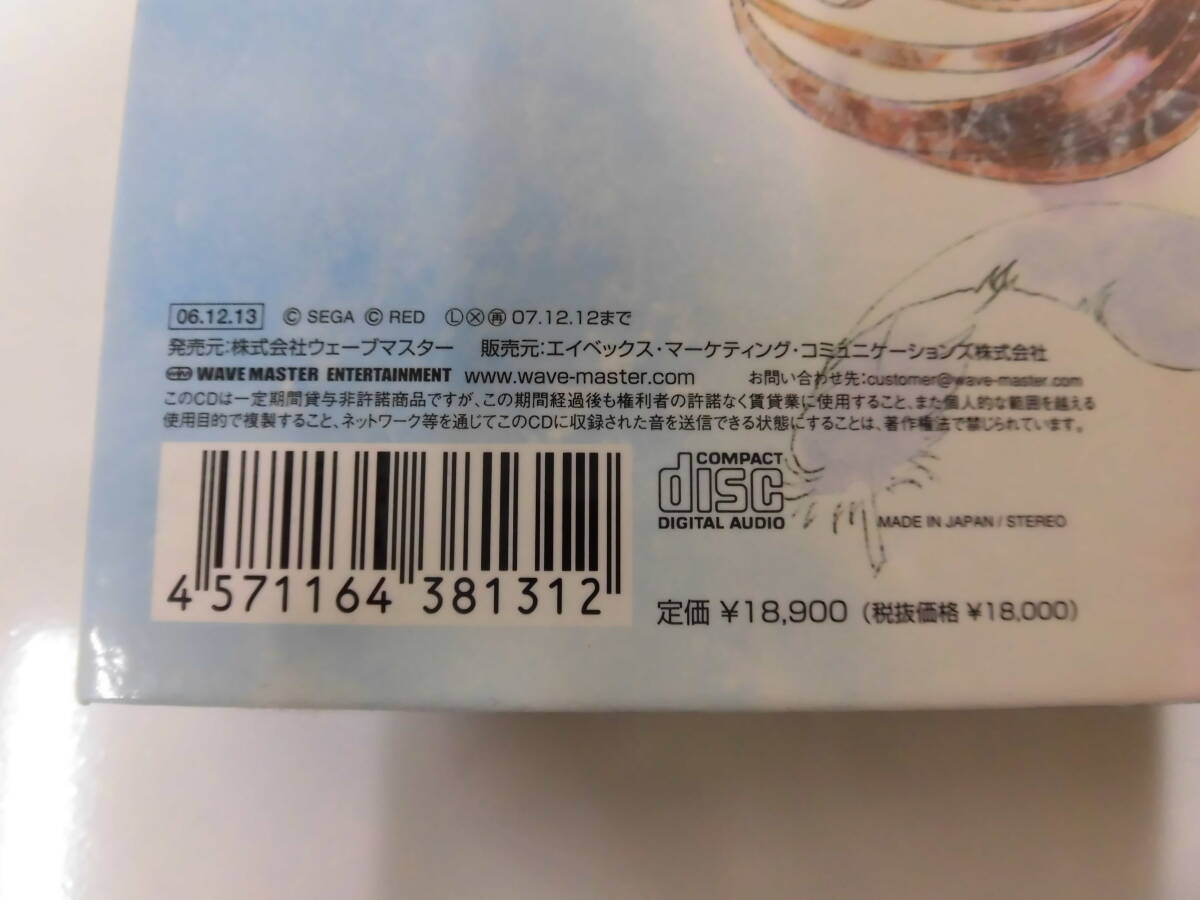 06.12.13 © SEGA © RED Ⓛ Ⓧ ㊝ 07.12.12まで
発売元:株式会社ウェーブマスター 販売元:エイベックス・マーケティング・コミュニケーションズ株式会社
WAVE MASTER ENTERTAINMENT www.wave-master.com お問い合わせ先:customer@wave-master.com
このCDは一定期間貸与非許諾商品ですが、この期間経過後も権利者の許諾なく賃貸業に使用すること、また個人的な範囲を越える
使用目的で複製すること、ネットワーク等を通じてこのCDに収録された音を送信できる状態にすることは、著作権法で禁じられています。
COMPACT
disc
DIGITAL AUDIO
MADE IN JAPAN / STEREO
4 571164 381312
定価 ¥18,900 (税抜価格 ¥18,000)